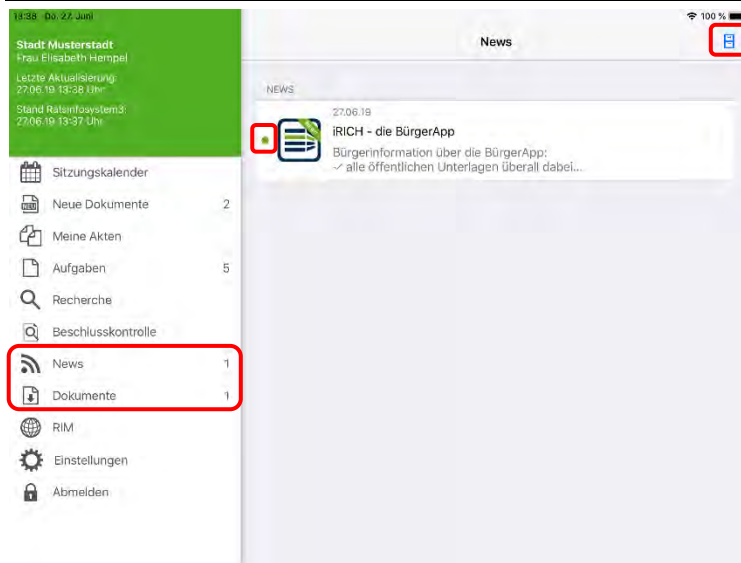 13:38 Do. 27. Juni
100 %
Stadt Musterstadt
Frau Elisabeth Hempel
Letzte Aktualisierung:
27.06.19 13:38 Uhr
Stand Ratsinfosystem3:
27.06.19 13:37 Uhr
Sitzungskalender
NEU
Neue Dokumente 2
Meine Akten
Aufgaben 5
Recherche
Beschlusskontrolle
News 1
Dokumente 1
RIM
Einstellungen
Abmelden
News
NEWS
27.06.19
iRICH - die BürgerApp
Bürgerinformation über die BürgerApp:
✓ alle öffentlichen Unterlagen überall dabei...